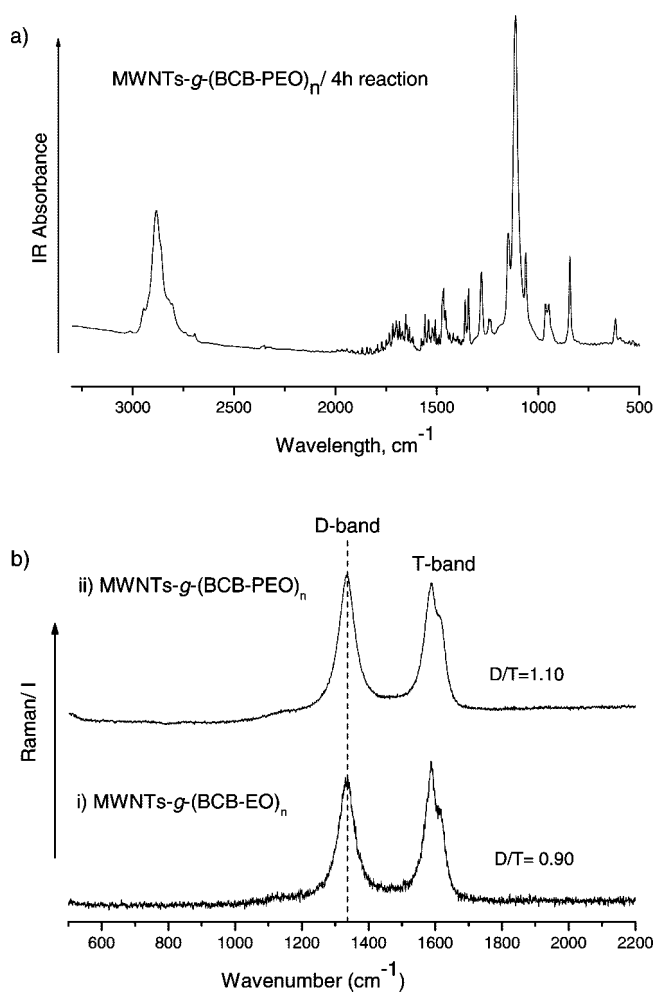 a)
MWNTs-g-(BCB-PEO)n/ 4h reaction
IR Absorbance
3000 2500 2000 1500 1000 500
Wavelength, cm-1
b)
D-band
T-band
ii) MWNTs-g-(BCB-PEO)n
D/T=1.10
Raman/ I
i) MWNTs-g-(BCB-EO)n
D/T= 0.90
600 800 1000 1200 1400 1600 1800 2000 2200
Wavenumber (cm-1)